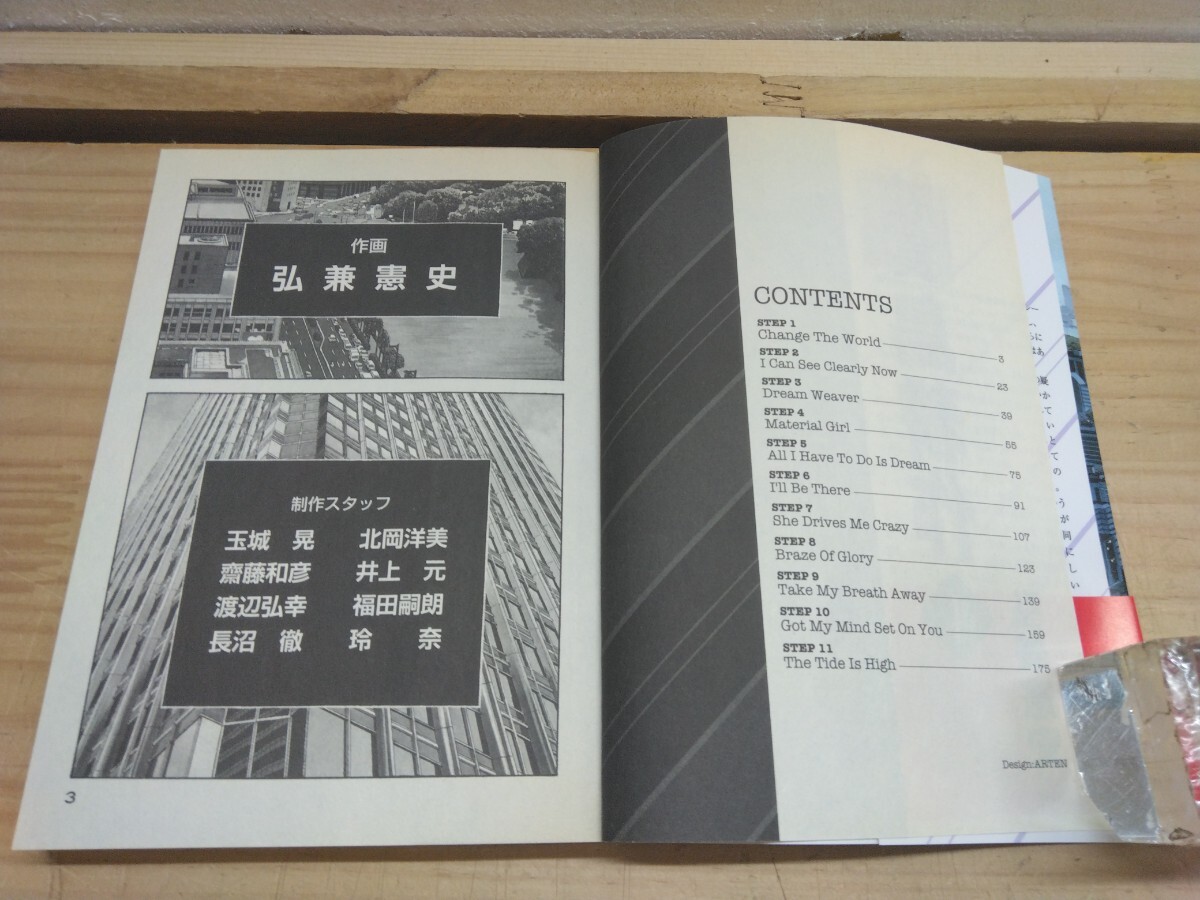 作画
弘兼憲史
制作スタッフ
玉城 晃 北岡洋美
齋藤和彦 井上 元
渡辺弘幸 福田嗣朗
長沼 徹 玲 奈
3
CONTENTS
STEP 1
Change The World 3
STEP 2
I Can See Clearly Now 23
STEP 3
Dream Weaver 39
STEP 4
Material Girl 55
STEP 5
All I Have To Do Is Dream 75
STEP 6
I'll Be There 91
STEP 7
She Drives Me Crazy 107
STEP 8
Braze Of Glory 123
STEP 9
Take My Breath Away 139
STEP 10
Got My Mind Set On You 159
STEP 11
The Tide Is High 175
Design:ARTEN